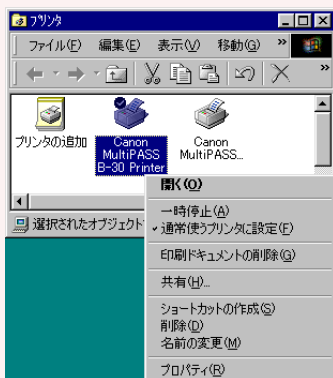 プリンタ
ファイル(F) 編集(E) 表示(V) 移動(G) »
»
プリンタの追加
Canon
MultiPASS
B-30 Printer
Canon
MultiPASS...
選択されたオブジェクト
開く(O)
一時停止(A)
通常使うプリンタに設定(F)
印刷ドキュメントの削除(G)
共有(H)...
ショートカットの作成(S)
削除(D)
名前の変更(M)
プロパティ(R)